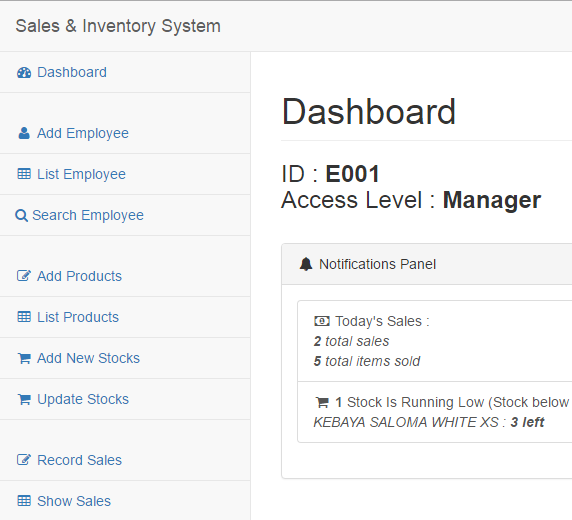 Sales & Inventory System
Dashboard
Add Employee
List Employee
Search Employee
Add Products
List Products
Add New Stocks
Update Stocks
Record Sales
Show Sales
Dashboard
ID : E001
Access Level : Manager
Notifications Panel
Today's Sales :
2 total sales
5 total items sold
1 Stock Is Running Low (Stock below
KEBAYA SALOMA WHITE XS : 3 left